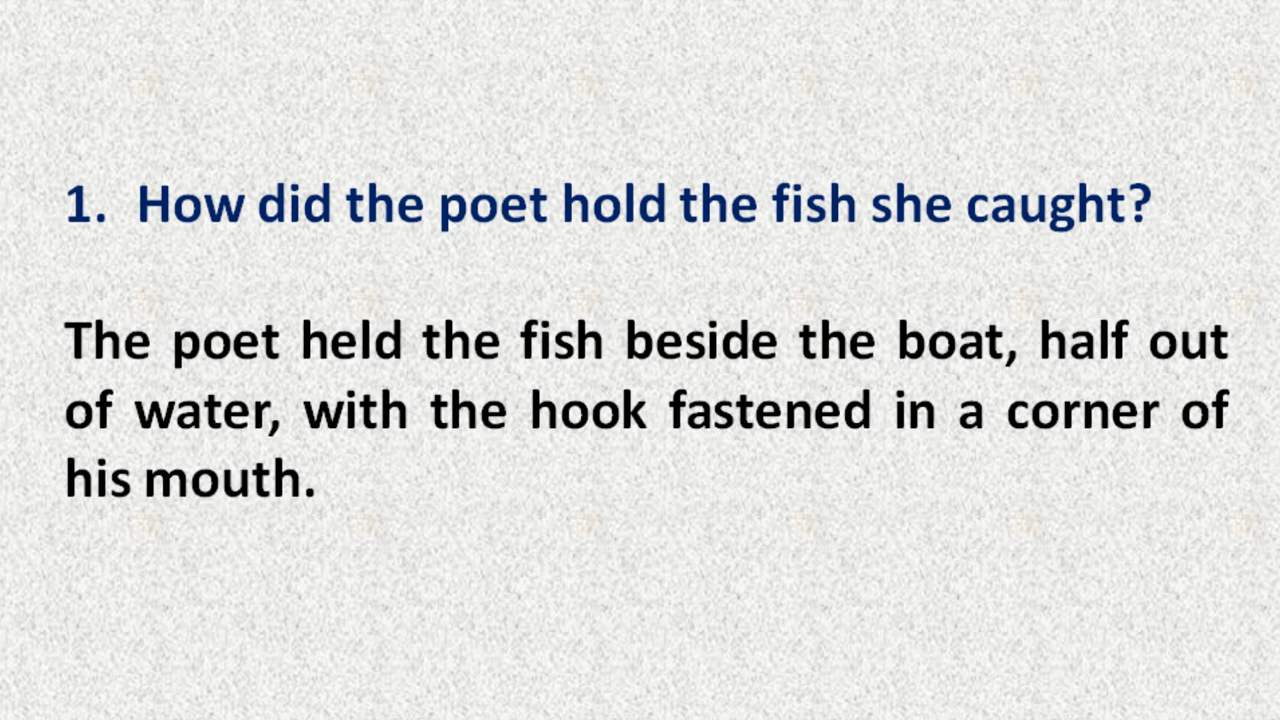 1. How did the poet hold the fish she caught?
The poet held the fish beside the boat, half out
of water, with the hook fastened in a corner of
his mouth.